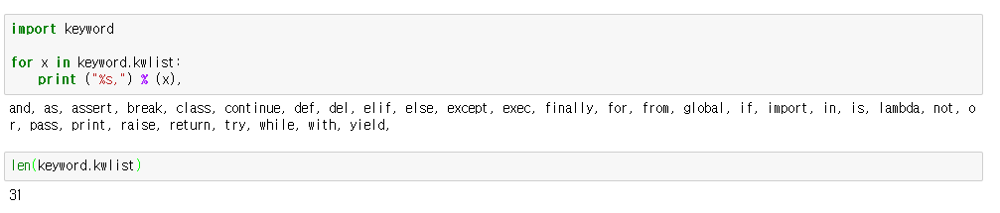 import keyword
for x in keyword.kwlist:
    print ("%s,") % (x),
and, as, assert, break, class, continue, def, del, elif, else, except, exec, finally, for, from, global, if, import, in, is, lambda, not, o
r, pass, print, raise, return, try, while, with, yield,
len(keyword.kwlist)
31